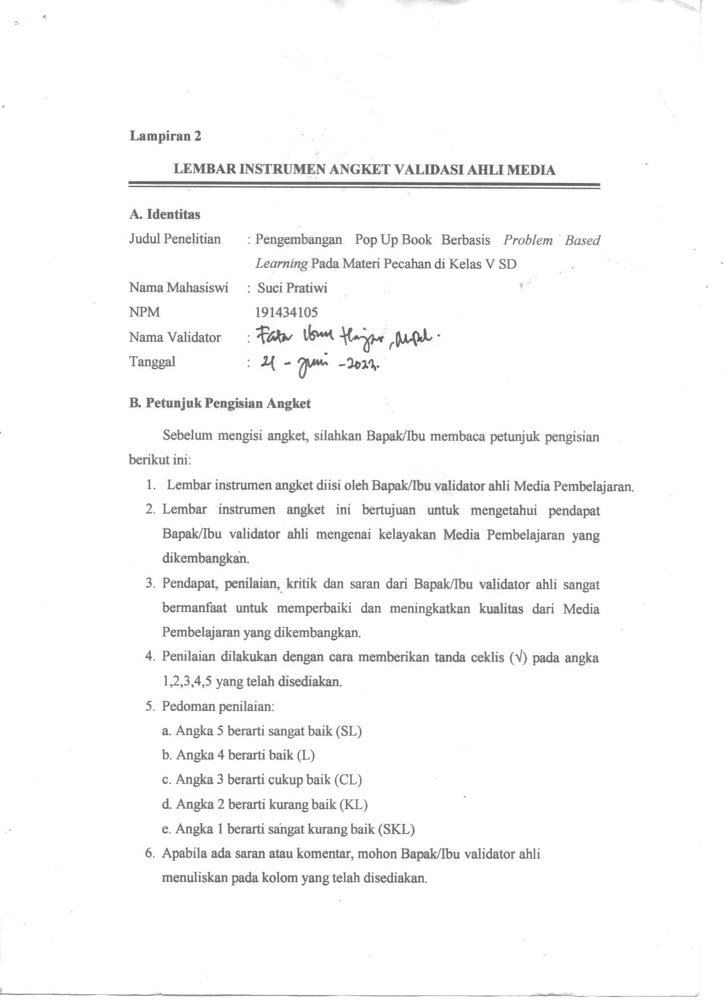 Lampiran 2
LEMBAR INSTRUMEN ANGKET VALIDASI AHLI MEDIA
A. Identitas
Judul Penelitian : Pengembangan Pop Up Book Berbasis Problem Based
Learning Pada Materi Pecahan di Kelas V SD
Nama Mahasiswi : Suci Pratiwi
NPM 191434105
Nama Validator : Fatur Ibnu Hajar, M.Pd.
Tanggal : 21 - Juni - 2023.
B. Petunjuk Pengisian Angket
Sebelum mengisi angket, silahkan Bapak/Ibu membaca petunjuk pengisian
berikut ini:
1. Lembar instrumen angket diisi oleh Bapak/Ibu validator ahli Media Pembelajaran.
2. Lembar instrumen angket ini bertujuan untuk mengetahui pendapat
Bapak/Ibu validator ahli mengenai kelayakan Media Pembelajaran yang
dikembangkan.
3. Pendapat, penilaian, kritik dan saran dari Bapak/Ibu validator ahli sangat
bermanfaat untuk memperbaiki dan meningkatkan kualitas dari Media
Pembelajaran yang dikembangkan.
4. Penilaian dilakukan dengan cara memberikan tanda ceklis (√) pada angka
1,2,3,4,5 yang telah disediakan.
5. Pedoman penilaian:
a. Angka 5 berarti sangat baik (SL)
b. Angka 4 berarti baik (L)
c. Angka 3 berarti cukup baik (CL)
d. Angka 2 berarti kurang baik (KL)
e. Angka 1 berarti sangat kurang baik (SKL)
6. Apabila ada saran atau komentar, mohon Bapak/Ibu validator ahli
menuliskan pada kolom yang telah disediakan.